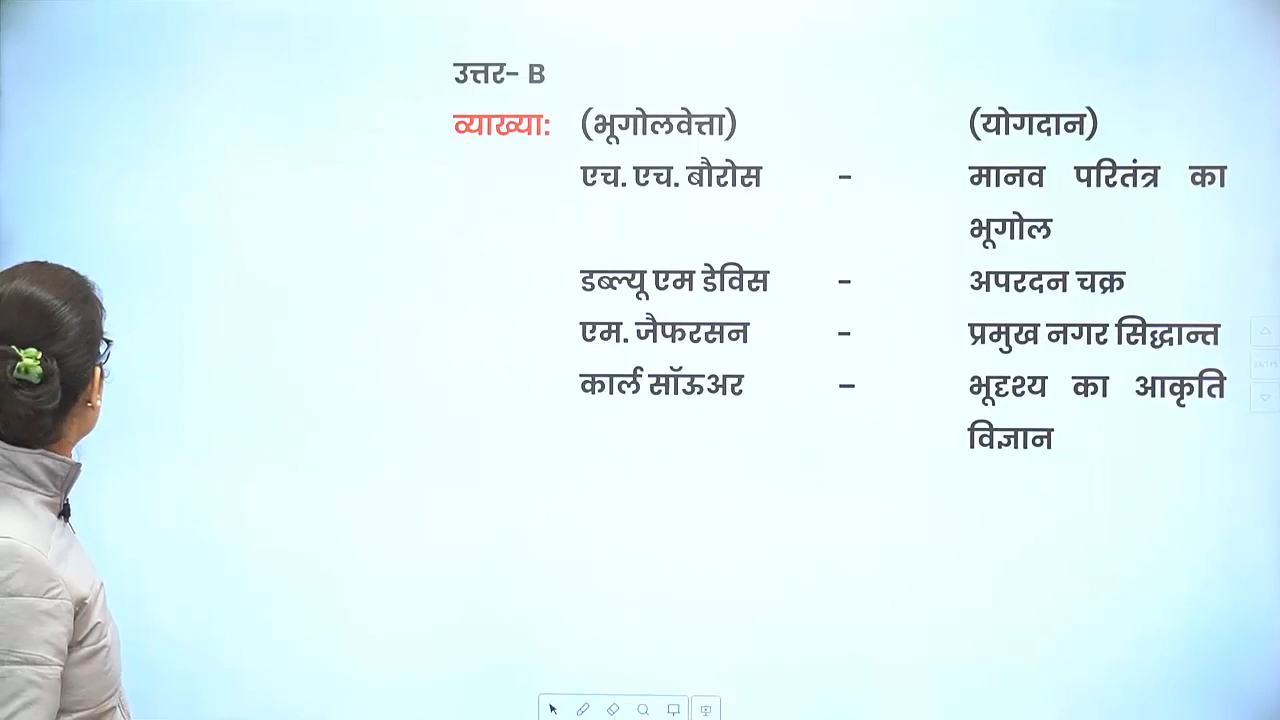 उत्तर- B
व्याख्या: (भूगोलवेत्ता) (योगदान)
एच. एच. बौरोस - मानव परितंत्र का
भूगोल
डब्ल्यू एम डेविस - अपरदन चक्र
एम. जैफरसन - प्रमुख नगर सिद्धान्त
कार्ल सॉऊअर – भूदृश्य का आकृति
विज्ञान